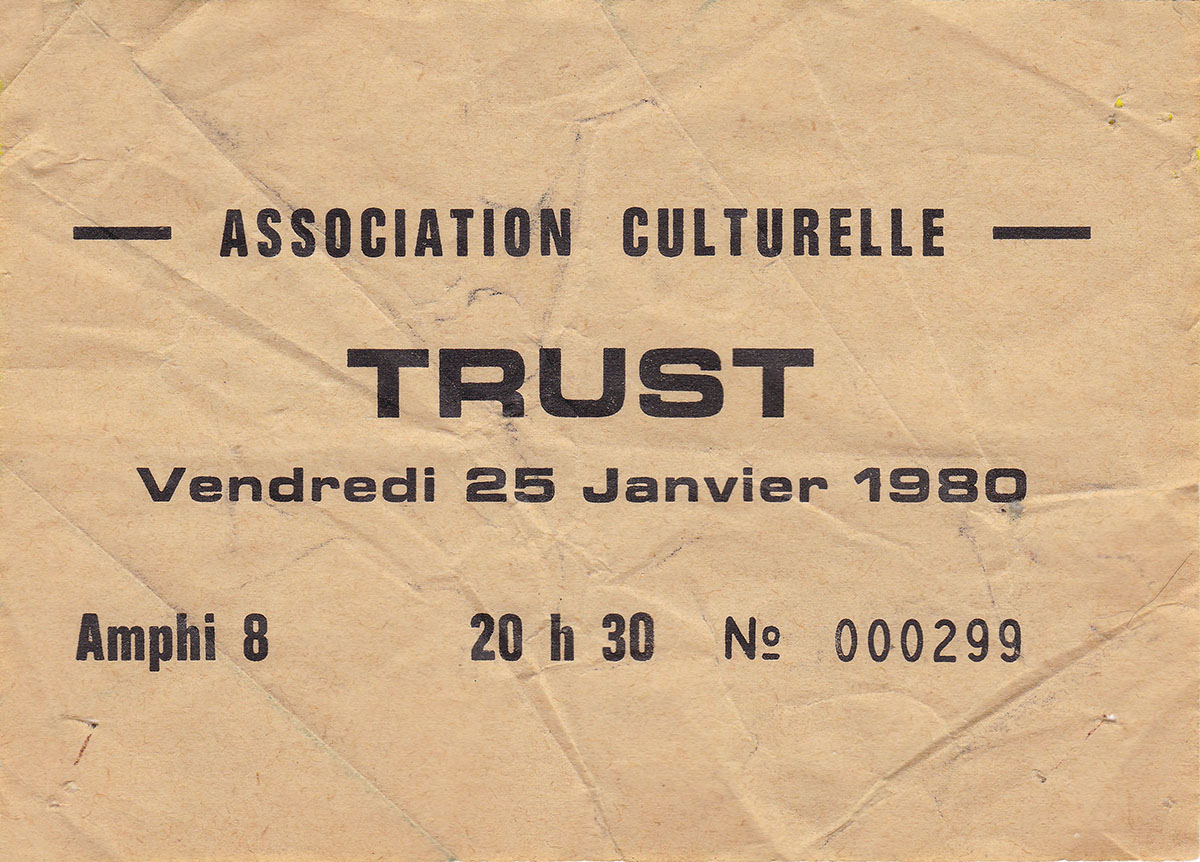 — ASSOCIATION CULTURELLE —
TRUST
Vendredi 25 Janvier 1980
Amphi 8 20 h 30 Nº 000299